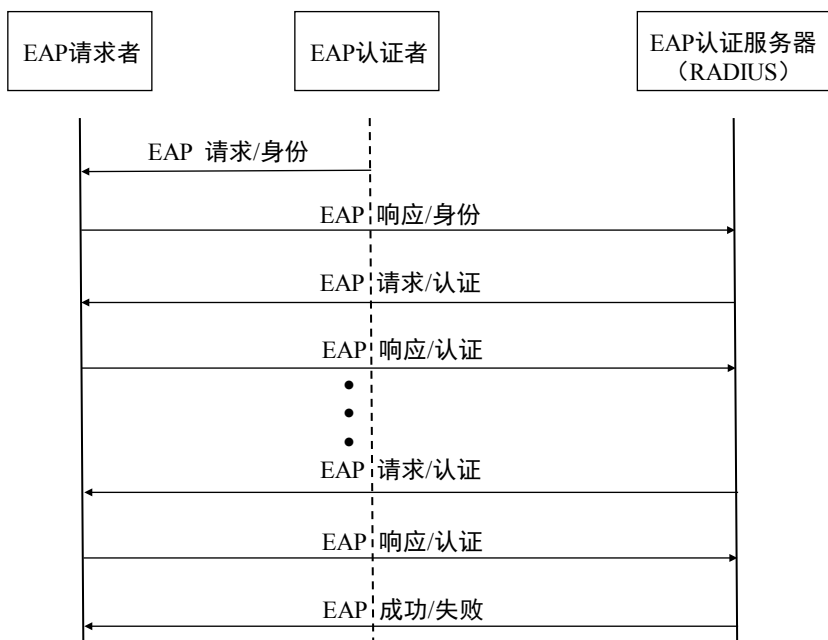 EAP请求者
EAP认证者
EAP认证服务器
（RADIUS）
EAP 请求/身份
EAP 响应/身份
EAP 请求/认证
EAP 响应/认证
EAP 请求/认证
EAP 响应/认证
EAP 成功/失败